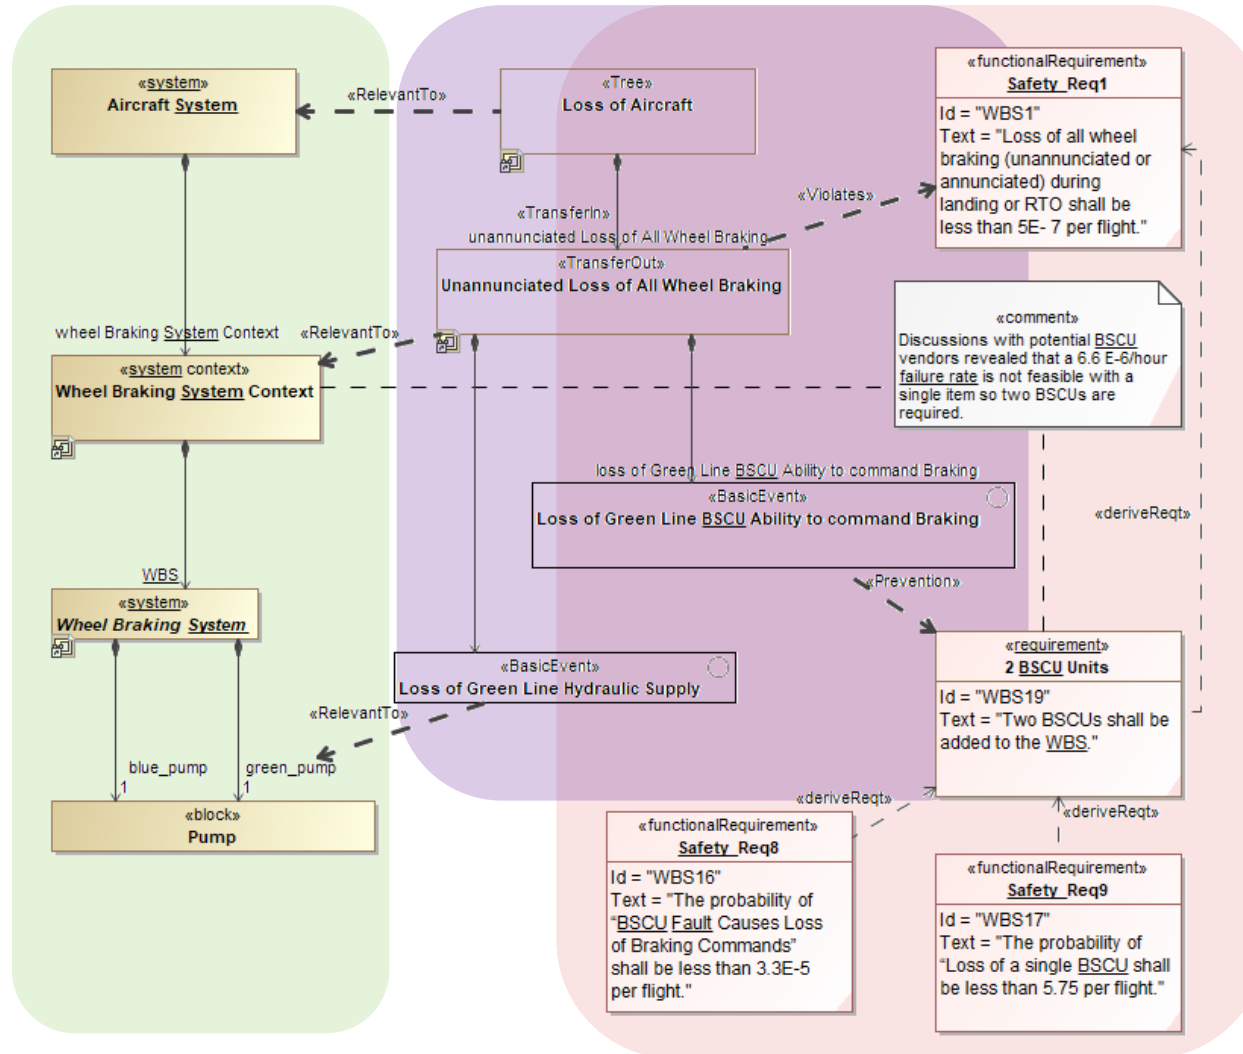 «system»
Aircraft System
«RelevantTo»
«Tree»
Loss of Aircraft
«functionalRequirement»
Safety_Req1
Id = "WBS1"
Text = "Loss of all wheel
braking (unannunciated or
annunciated) during
landing or RTO shall be
less than 5E- 7 per flight."
«Violates»
«TransferIn»
unannunciated Loss of All Wheel Braking
«TransferOut»
Unannunciated Loss of All Wheel Braking
wheel Braking System Context
«RelevantTo»
«system context»
Wheel Braking System Context
«comment»
Discussions with potential BSCU
vendors revealed that a 6.6 E-6/hour
failure rate is not feasible with a
single item so two BSCUs are
required.
loss of Green Line BSCU Ability to command Braking
«BasicEvent»
Loss of Green Line BSCU Ability to command Braking
«deriveReqt»
«Prevention»
WBS
«system»
Wheel Braking System
«BasicEvent»
Loss of Green Line Hydraulic Supply
«RelevantTo»
«requirement»
2 BSCU Units
Id = "WBS19"
Text = "Two BSCUs shall be
added to the WBS."
blue_pump
1
green_pump
1
«block»
Pump
«deriveReqt»
«deriveReqt»
«functionalRequirement»
Safety_Req8
Id = "WBS16"
Text = "The probability of
“BSCU Fault Causes Loss
of Braking Commands”
shall be less than 3.3E-5
per flight."
«functionalRequirement»
Safety_Req9
Id = "WBS17"
Text = "The probability of
“Loss of a single BSCU shall
be less than 5.75 per flight."